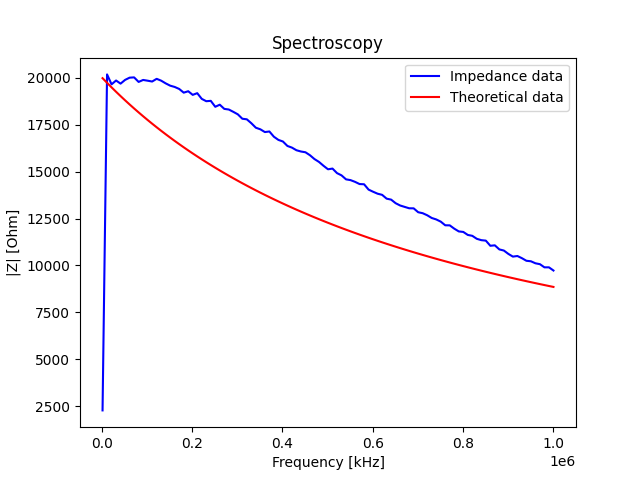 Spectroscopy
Impedance data
Theoretical data
20000
17500
15000
12500
10000
7500
5000
2500
|Z| [Ohm]
0.0 0.2 0.4 0.6 0.8 1.0
1e6
Frequency [kHz]